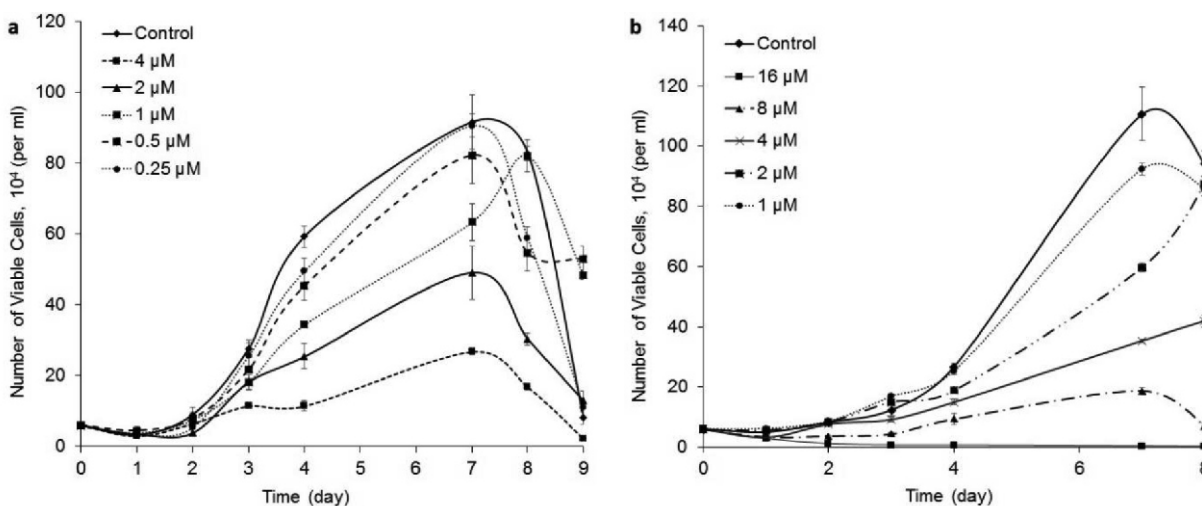 a
120
100
80
60
40
20
0
Number of Viable Cells, 10⁴ (per ml)
Control
4 µM
2 µM
1 µM
0.5 µM
0.25 µM
0 1 2 3 4 5 6 7 8 9
Time (day)
b
140
120
100
80
60
40
20
0
Number of Viable Cells, 10⁴ (per ml)
Control
16 µM
8 µM
4 µM
2 µM
1 µM
0 2 4 6 8
Time (day)